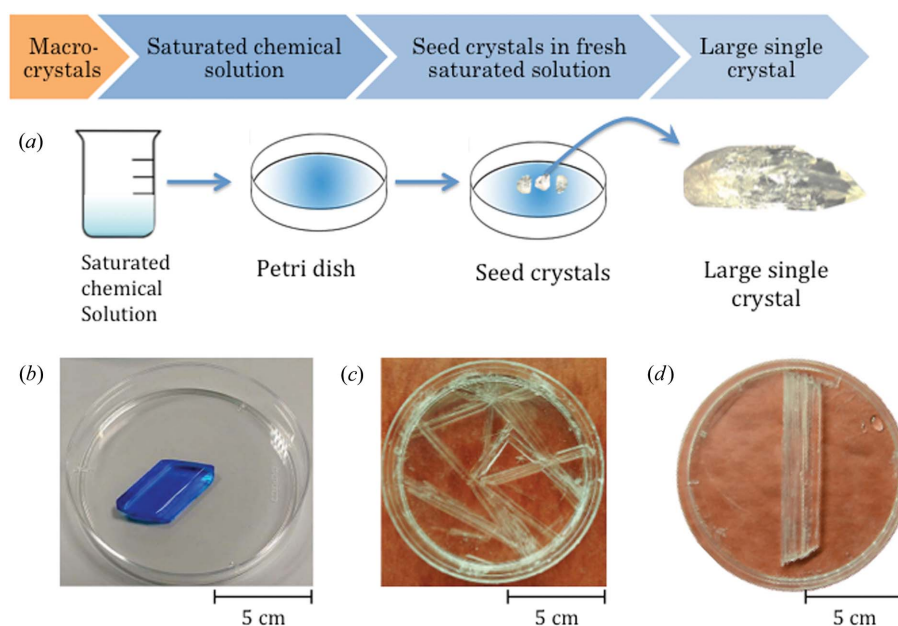 Macro-
crystals
Saturated chemical
solution
Seed crystals in fresh
saturated solution
Large single
crystal
(a)
Saturated
chemical
Solution
Petri dish
Seed crystals
Large single
crystal
(b)
(c)
(d)
5 cm
5 cm
5 cm